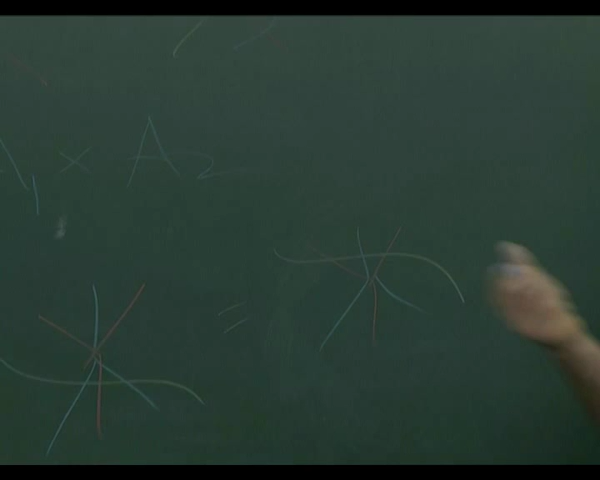 A₁ × A₂
=